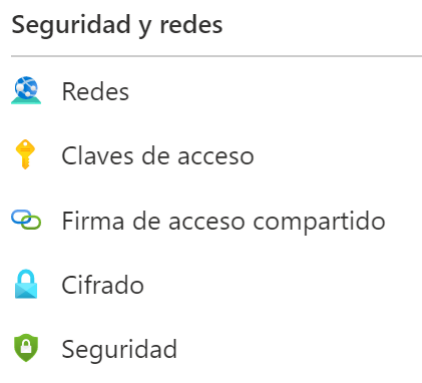 Seguridad y redes
Redes
Claves de acceso
Firma de acceso compartido
Cifrado
Seguridad